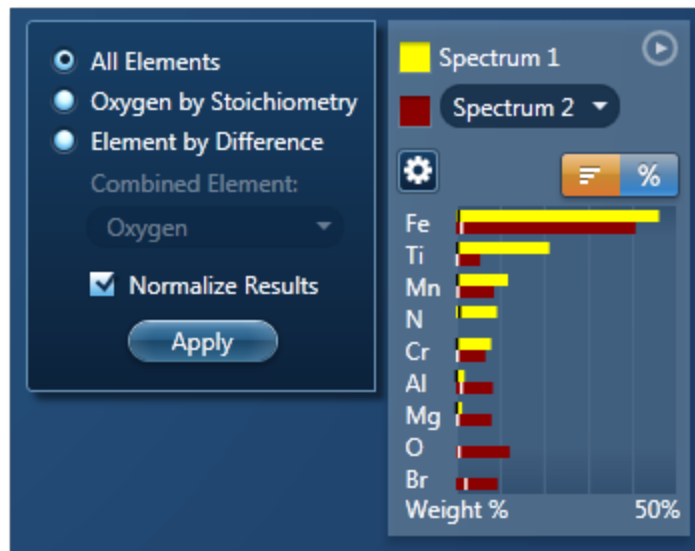 All Elements
Oxygen by Stoichiometry
Element by Difference
Combined Element:
Oxygen
Normalize Results
Apply
Spectrum 1
Spectrum 2
%
Fe
Ti
Mn
N
Cr
Al
Mg
O
Br
Weight % 50%